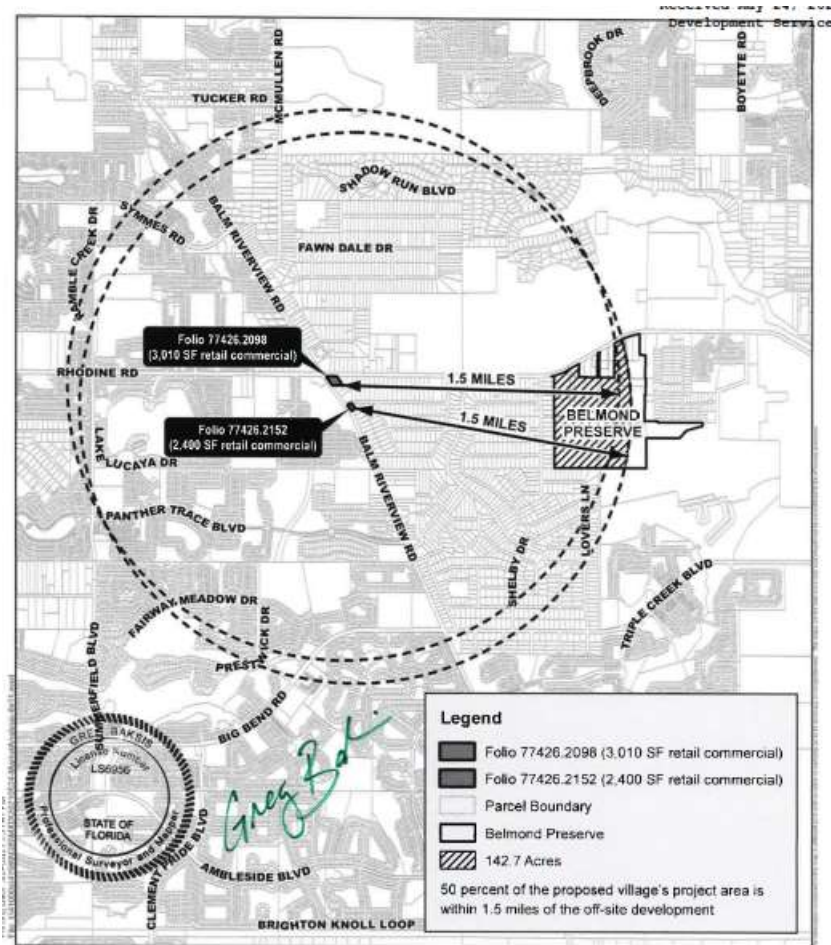 Development Service
DEEPBROOK DR
BOYETTE RD
MCMULLEN RD
TUCKER RD
SHADOW RUN BLVD
SYMMES RD
BALM RIVERVIEW RD
FAWN DALE DR
RAMBLE CREEK DR
Folio 77426.2098
(3,010 SF retail commercial)
RHODINE RD
1.5 MILES
BELMOND
PRESERVE
Folio 77426.2152
(2,400 SF retail commercial)
1.5 MILES
LAKE
LUCAYA DR
BALM RIVERVIEW RD
PANTHER TRACE BLVD
LOVERS LN
SHELBY DR
TRIPLE CREEK BLVD
FAIRWAY MEADOW DR
PRESTWICK DR
SUMMERFIELD BLVD
BIG BEND RD
GREG BAKSIS
License Number
LS6956
STATE OF
FLORIDA
Professional Surveyor and Mapper
Greg Bak
CLEMENT PRIDE BLVD
AMBLESIDE BLVD
BRIGHTON KNOLL LOOP
Legend
Folio 77426.2098 (3,010 SF retail commercial)
Folio 77426.2152 (2,400 SF retail commercial)
Parcel Boundary
Belmond Preserve
142.7 Acres
50 percent of the proposed village's project area is
within 1.5 miles of the off-site development